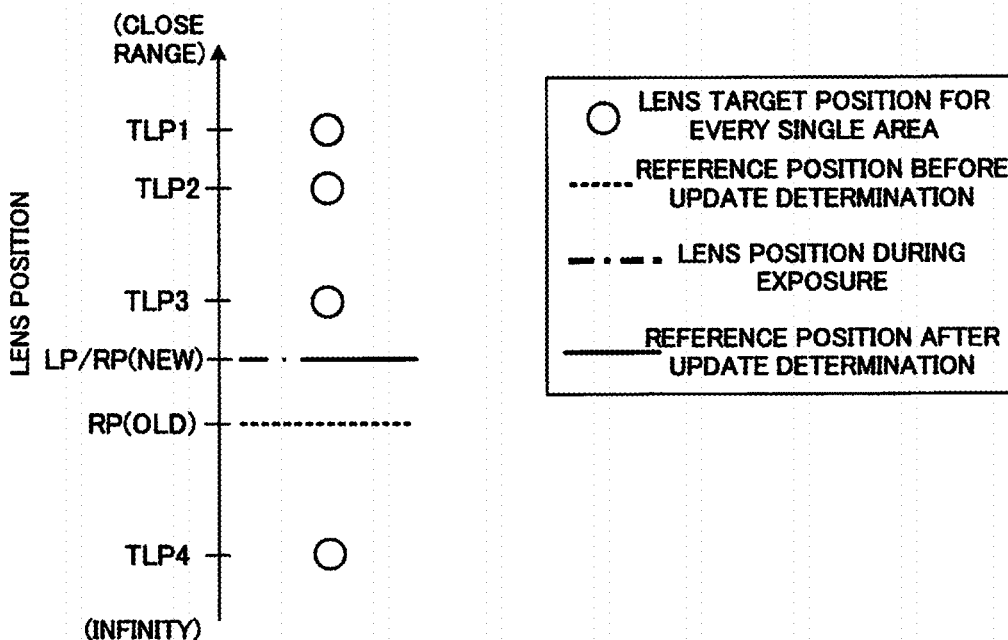 (CLOSE
RANGE)
TLP1
TLP2
TLP3
LP/RP(NEW)
RP(OLD)
TLP4
(INFINITY)
LENS POSITION
LENS TARGET POSITION FOR
EVERY SINGLE AREA
REFERENCE POSITION BEFORE
UPDATE DETERMINATION
LENS POSITION DURING
EXPOSURE
REFERENCE POSITION AFTER
UPDATE DETERMINATION